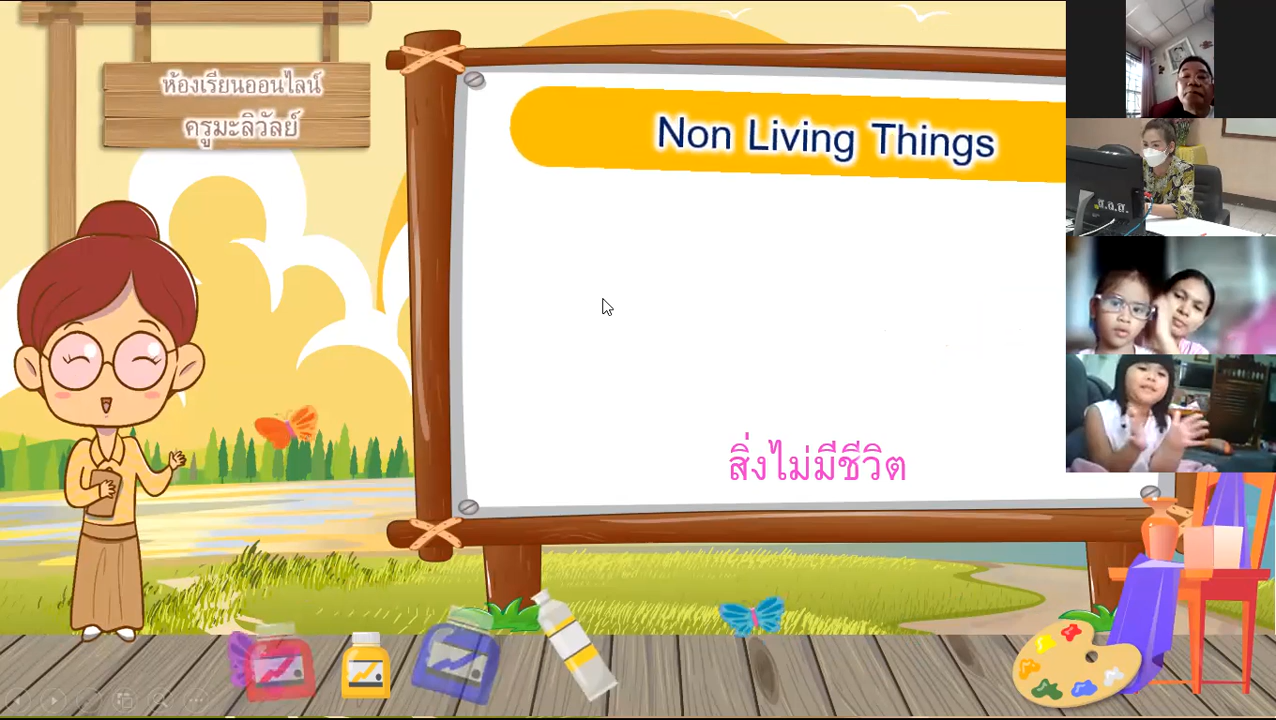 ห้องเรียนออนไลน์
ครูมะลิวัลย์
Non Living Things
สิ่งไม่มีชีวิต